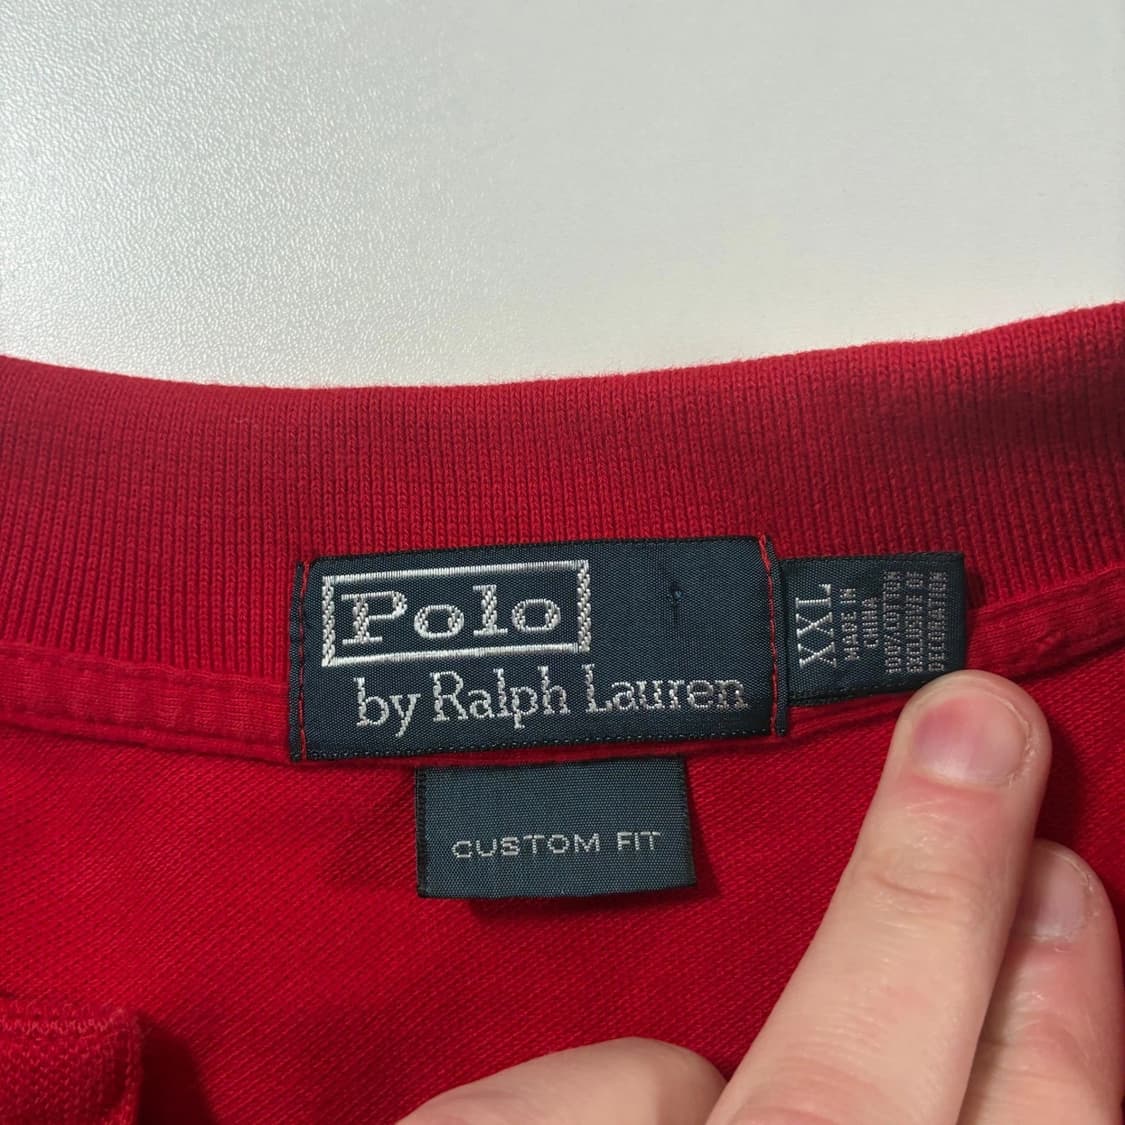 Polo
by Ralph Lauren
CUSTOM FIT
XXL
MADE IN
CHINA
100% COTTON
EXCLUSIVE OF
DECORATION